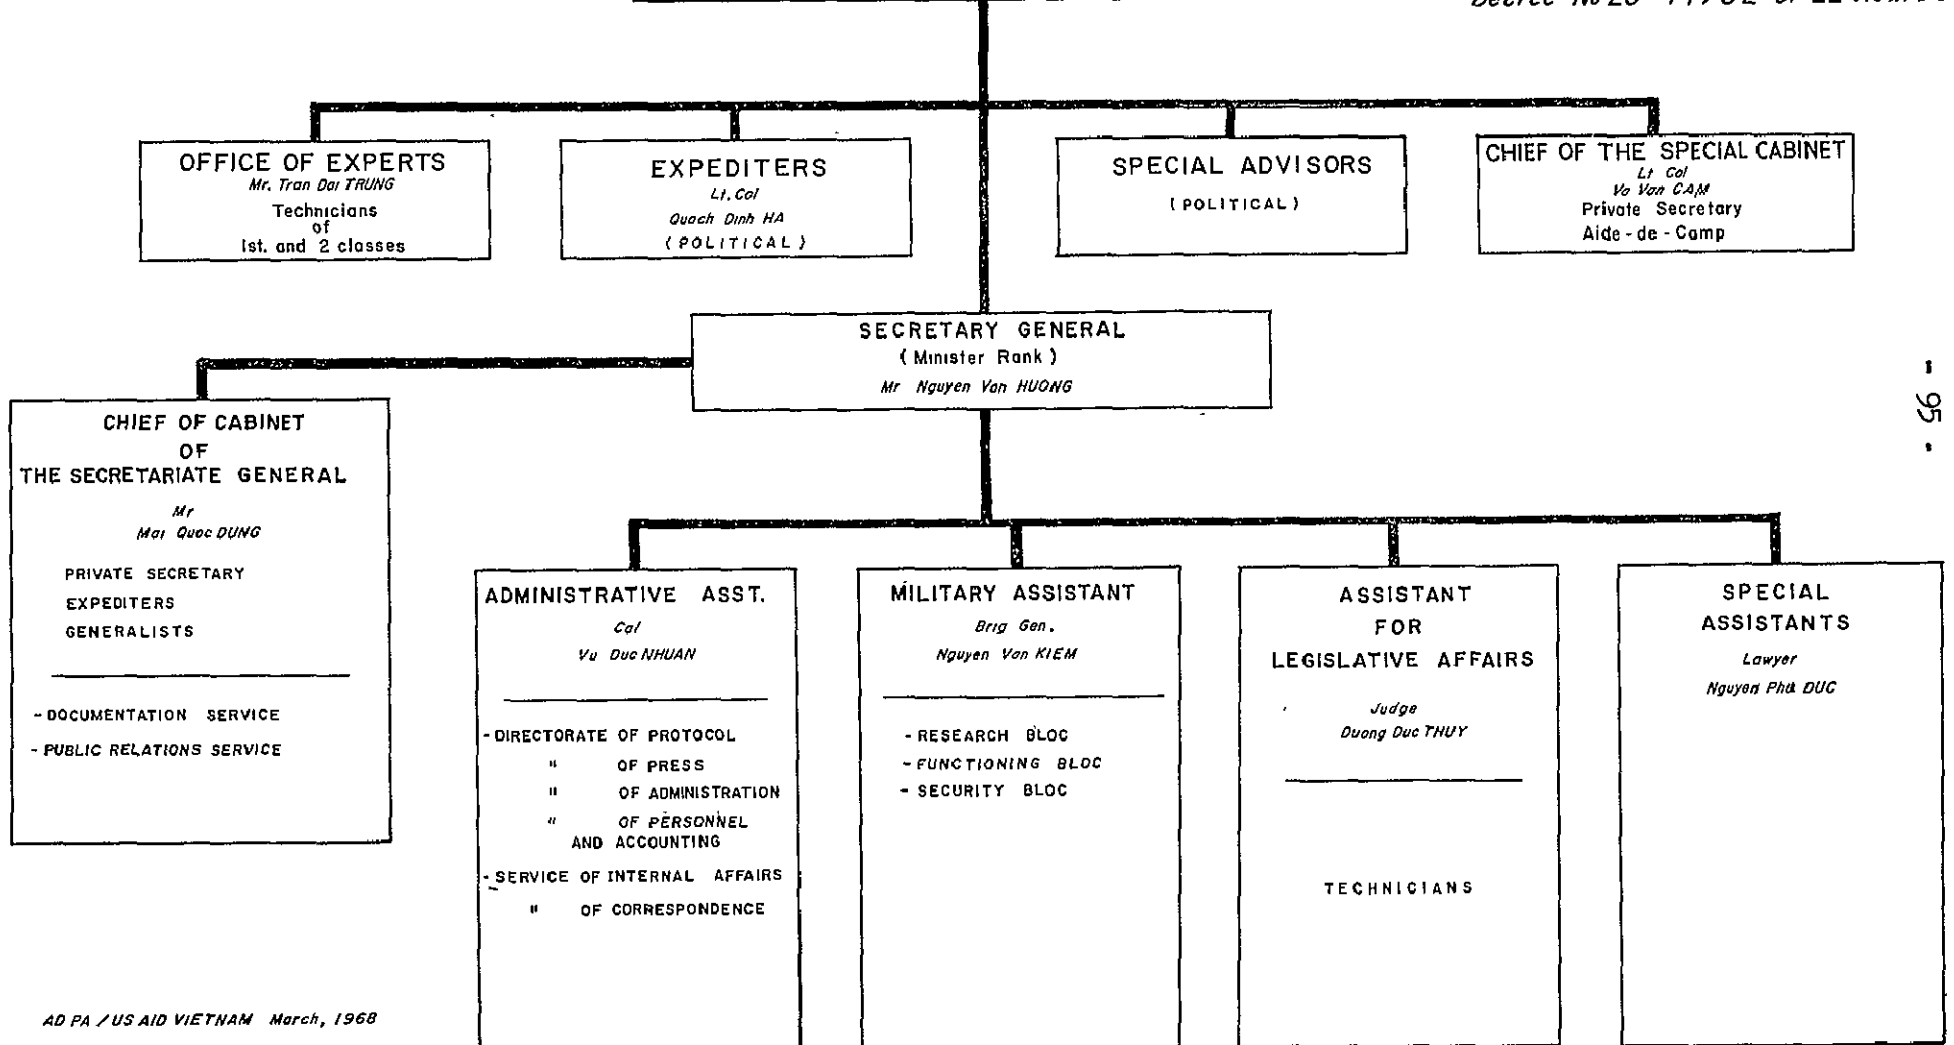 Decree No
OFFICE OF EXPERTS
Mr. Tran Dai TRUNG
Technicians
of
Ist. and 2 classes
EXPEDITERS
Lt. Col
Quach Dinh HA
(POLITICAL)
SPECIAL ADVISORS
(POLITICAL)
CHIEF OF THE SPECIAL CABINET
Lt Col
Vo Van CAM
Private Secretary
Aide-de-Camp
SECRETARY GENERAL
(Minister Rank)
Mr Nguyen Van HUONG
- 95 -
CHIEF OF CABINET
OF
THE SECRETARIATE GENERAL
Mr
Mai Quoc DUNG
PRIVATE SECRETARY
EXPEDITERS
GENERALISTS
- DOCUMENTATION SERVICE
- PUBLIC RELATIONS SERVICE
ADMINISTRATIVE ASST.
Col
Vu Duc NHUAN
- DIRECTORATE OF PROTOCOL
" OF PRESS
" OF ADMINISTRATION
" OF PERSONNEL
AND ACCOUNTING
- SERVICE OF INTERNAL AFFAIRS
" OF CORRESPONDENCE
MILITARY ASSISTANT
Brig Gen.
Nguyen Van KIEM
- RESEARCH BLOC
- FUNCTIONING BLOC
- SECURITY BLOC
ASSISTANT
FOR
LEGISLATIVE AFFAIRS
Judge
Duong Duc THUY
TECHNICIANS
SPECIAL
ASSISTANTS
Lawyer
Nguyen Phu DUC
AD PA / US AID VIETNAM March, 1968